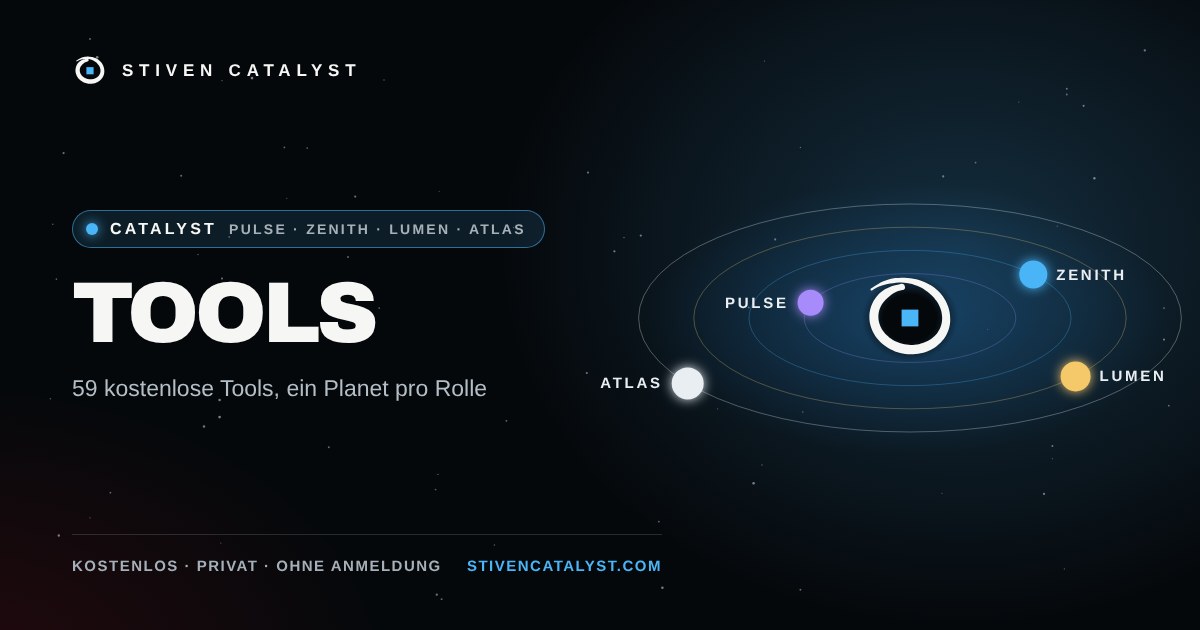 STIVEN CATALYST
CATALYST PULSE · ZENITH · LUMEN · ATLAS
TOOLS
59 kostenlose Tools, ein Planet pro Rolle
ZENITH
PULSE
LUMEN
ATLAS
KOSTENLOS · PRIVAT · OHNE ANMELDUNG STIVENCATALYST.COM